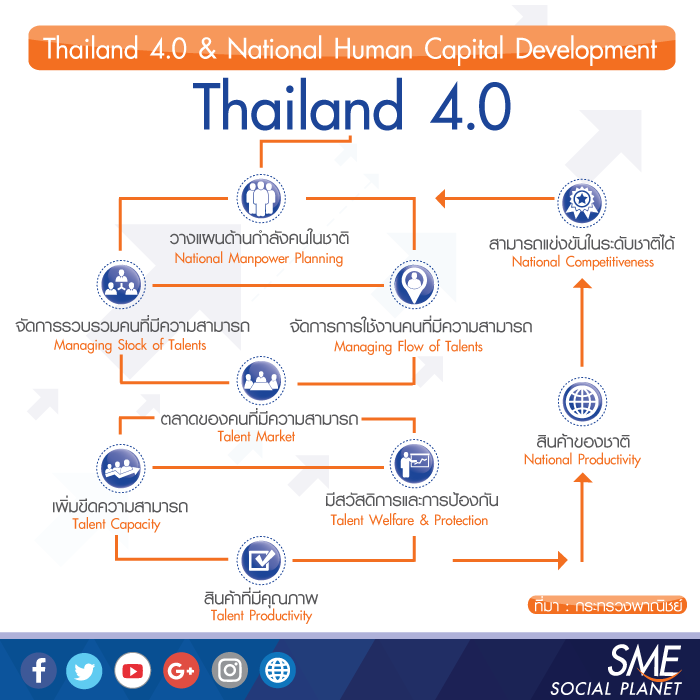 Thailand 4.0 & National Human Capital Development
Thailand 4.0
วางแผนด้านกำลังคนในชาติ
National Manpower Planning
สามารถแข่งขันในระดับชาติได้
National Competitiveness
จัดการรวบรวมคนที่มีความสามารถ
Managing Stock of Talents
จัดการการใช้งานคนที่มีความสามารถ
Managing Flow of Talents
ตลาดของคนที่มีความสามารถ
Talent Market
สินค้าของชาติ
National Productivity
เพิ่มขีดความสามารถ
Talent Capacity
มีสวัสดิการและการป้องกัน
Talent Welfare & Protection
สินค้าที่มีคุณภาพ
Talent Productivity
ที่มา : กระทรวงพาณิชย์
SME
SOCIAL PLANET